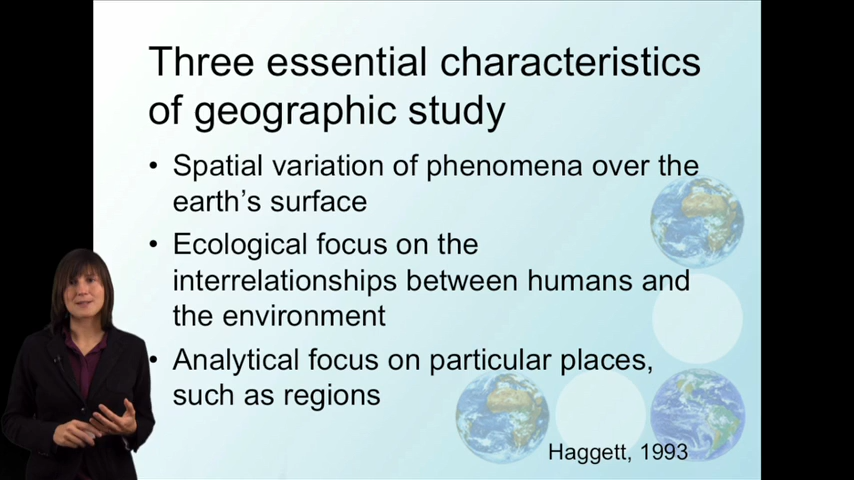 Three essential characteristics
of geographic study
• Spatial variation of phenomena over the
earth's surface
• Ecological focus on the
interrelationships between humans and
the environment
• Analytical focus on particular places,
such as regions
Haggett, 1993